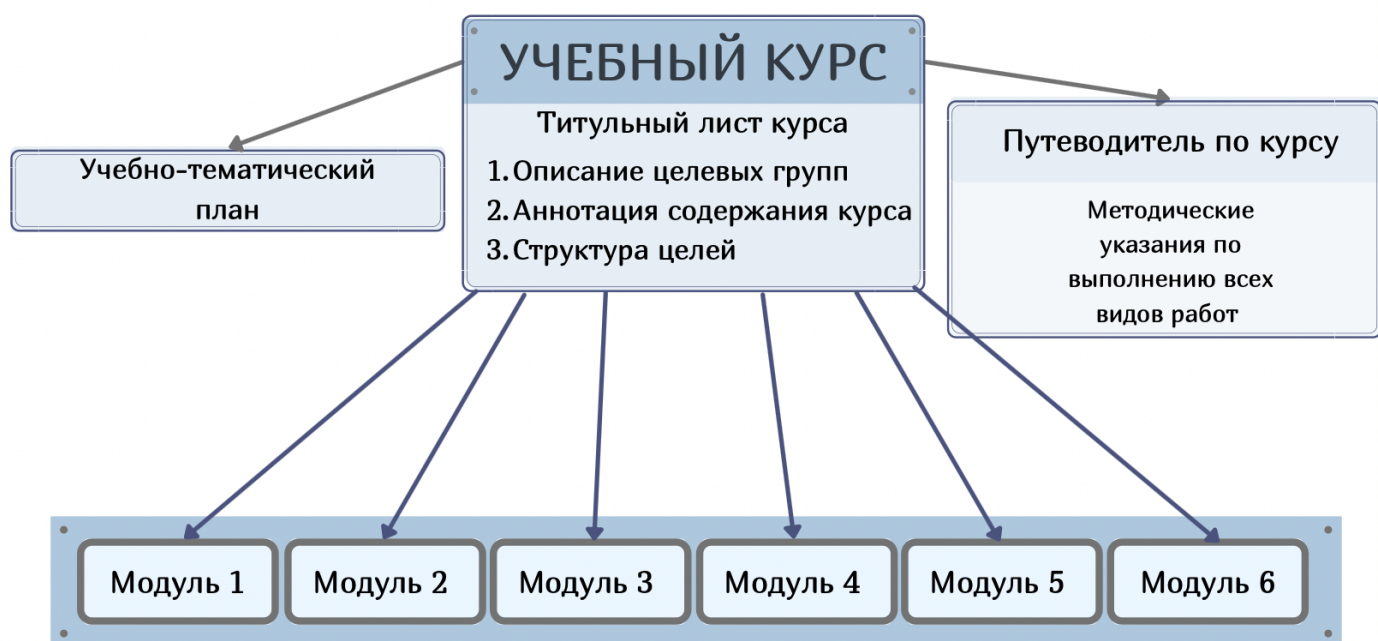 УЧЕБНЫЙ КУРС
Титульный лист курса
1. Описание целевых групп
2. Аннотация содержания курса
3. Структура целей
Учебно-тематический
план
Путеводитель по курсу
Методические
указания по
выполнению всех
видов работ
Модуль 1
Модуль 2
Модуль 3
Модуль 4
Модуль 5
Модуль 6